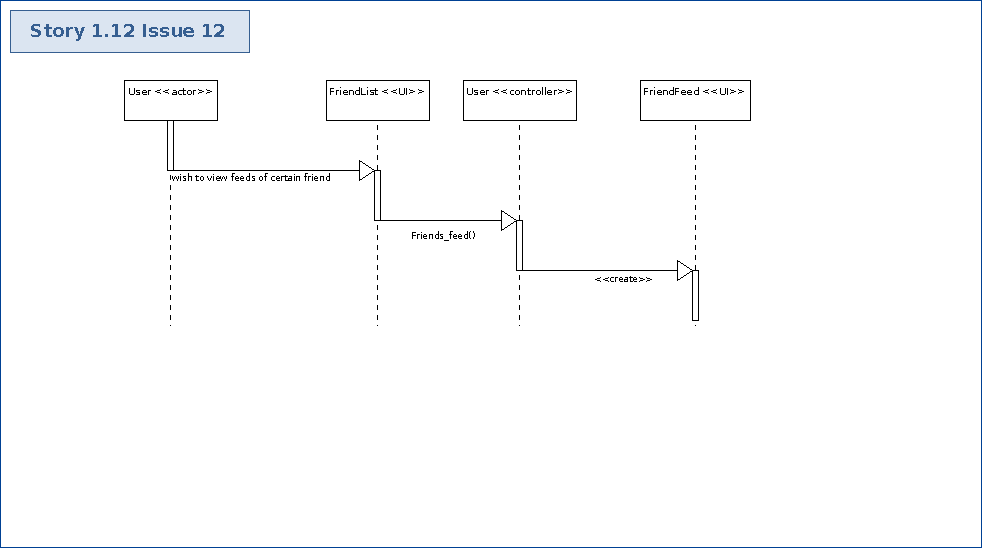 Story 1.12 Issue 12
User <<actor>>
FriendList <<UI>>
User <<controller>>
FriendFeed <<UI>>
wish to view feeds of certain friend
Friends_feed()
<<create>>